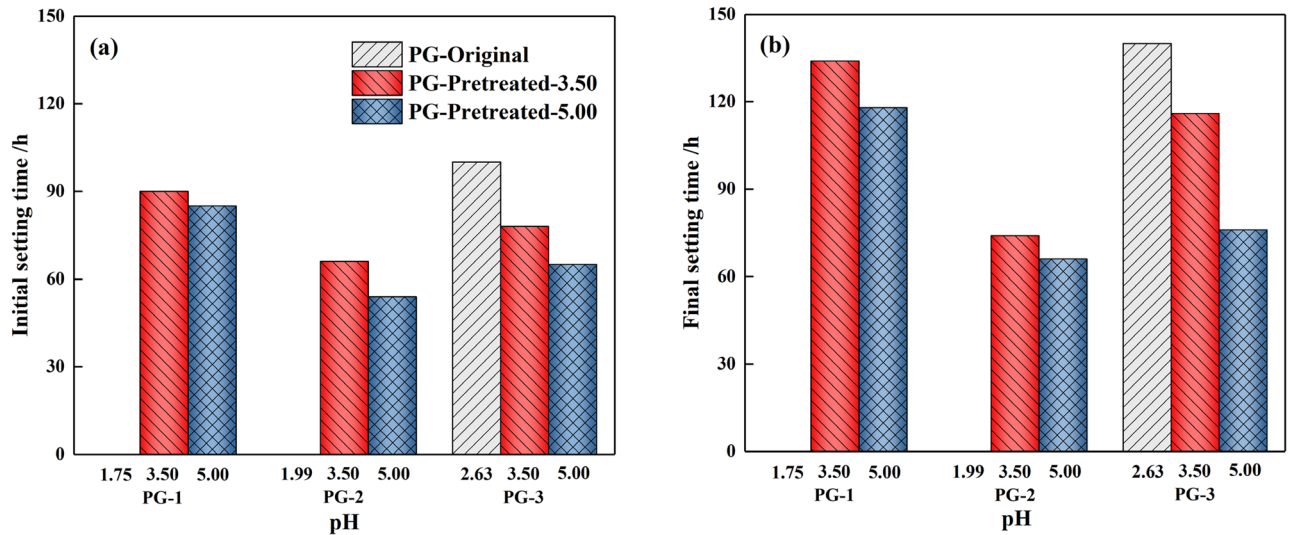 (a)
PG-Original
PG-Pretreated-3.50
PG-Pretreated-5.00
Initial setting time /h
150
120
90
60
30
0
1.75 3.50 5.00 1.99 3.50 5.00 2.63 3.50 5.00
PG-1 PG-2 PG-3
pH
(b)
Final setting time /h
150
120
90
60
30
0
1.75 3.50 5.00 1.99 3.50 5.00 2.63 3.50 5.00
PG-1 PG-2 PG-3
pH